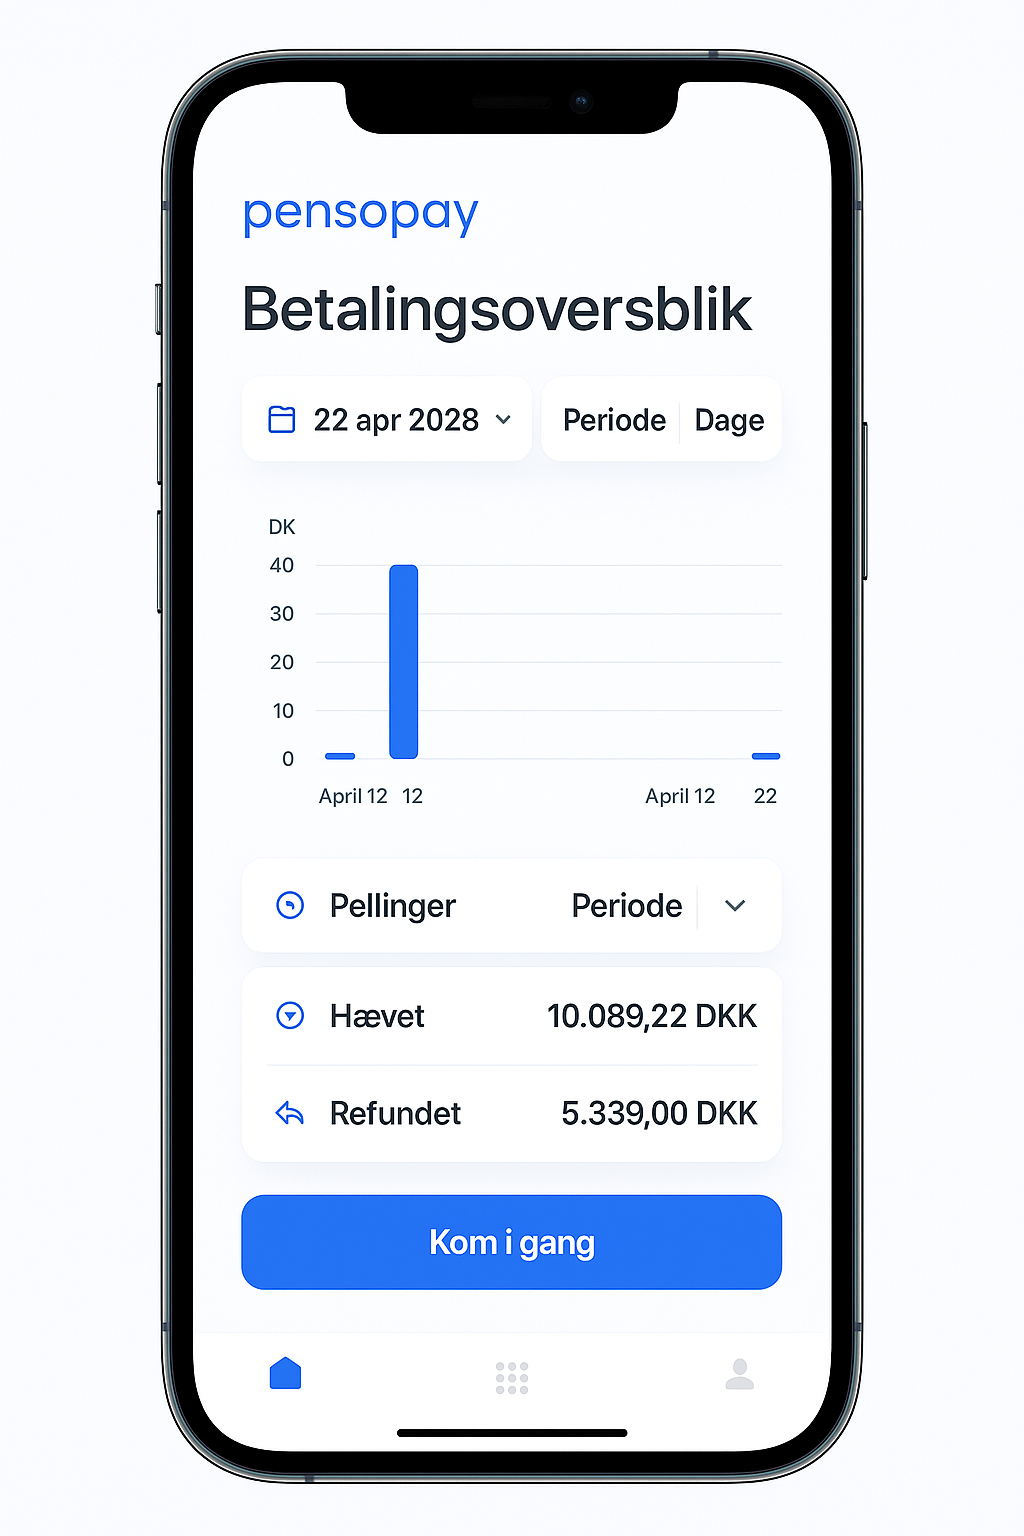 pensopay
Betalingsoversblik
22 apr 2028 Periode Dage
DK
40
30
20
10
0
April 12 12 April 12 22
Pellinger Periode
Hævet 10.089,22 DKK
Refundet 5.339,00 DKK
Kom i gang